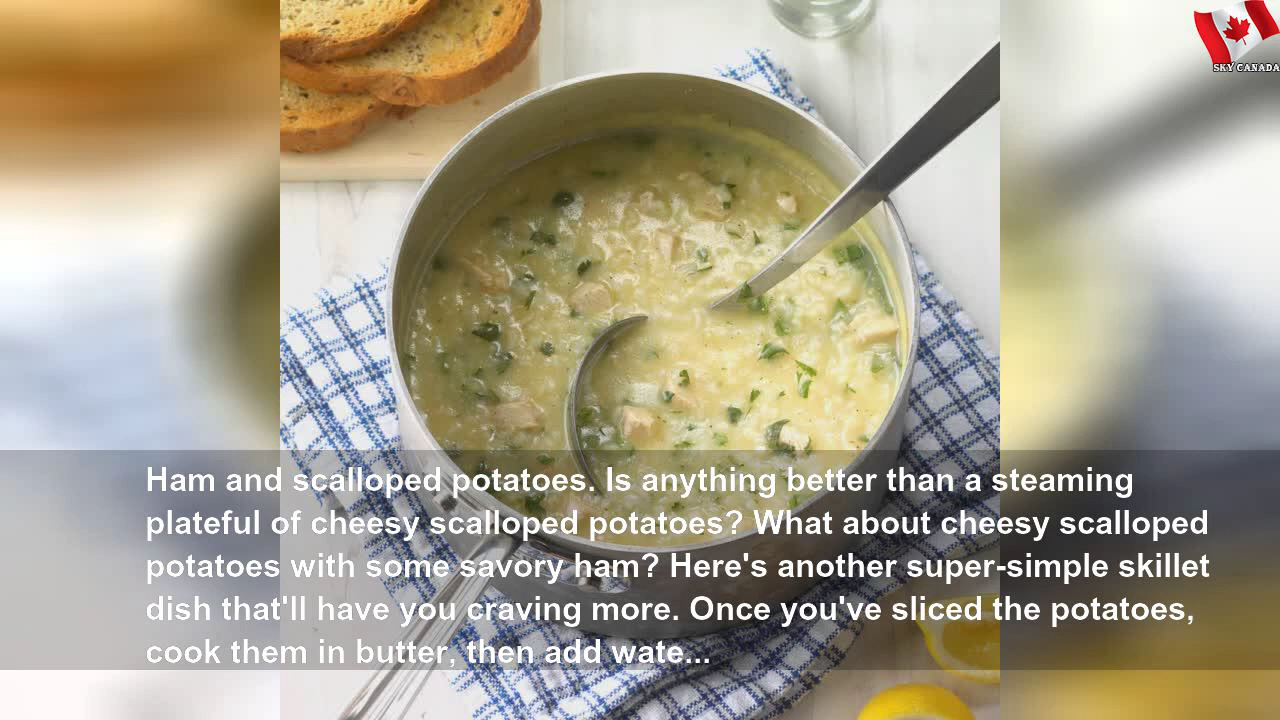 SKY CANADA
Ham and scalloped potatoes. Is anything better than a steaming
plateful of cheesy scalloped potatoes? What about cheesy scalloped
potatoes with some savory ham? Here's another super-simple skillet
dish that'll have you craving more. Once you've sliced the potatoes,
cook them in butter, then add wate...